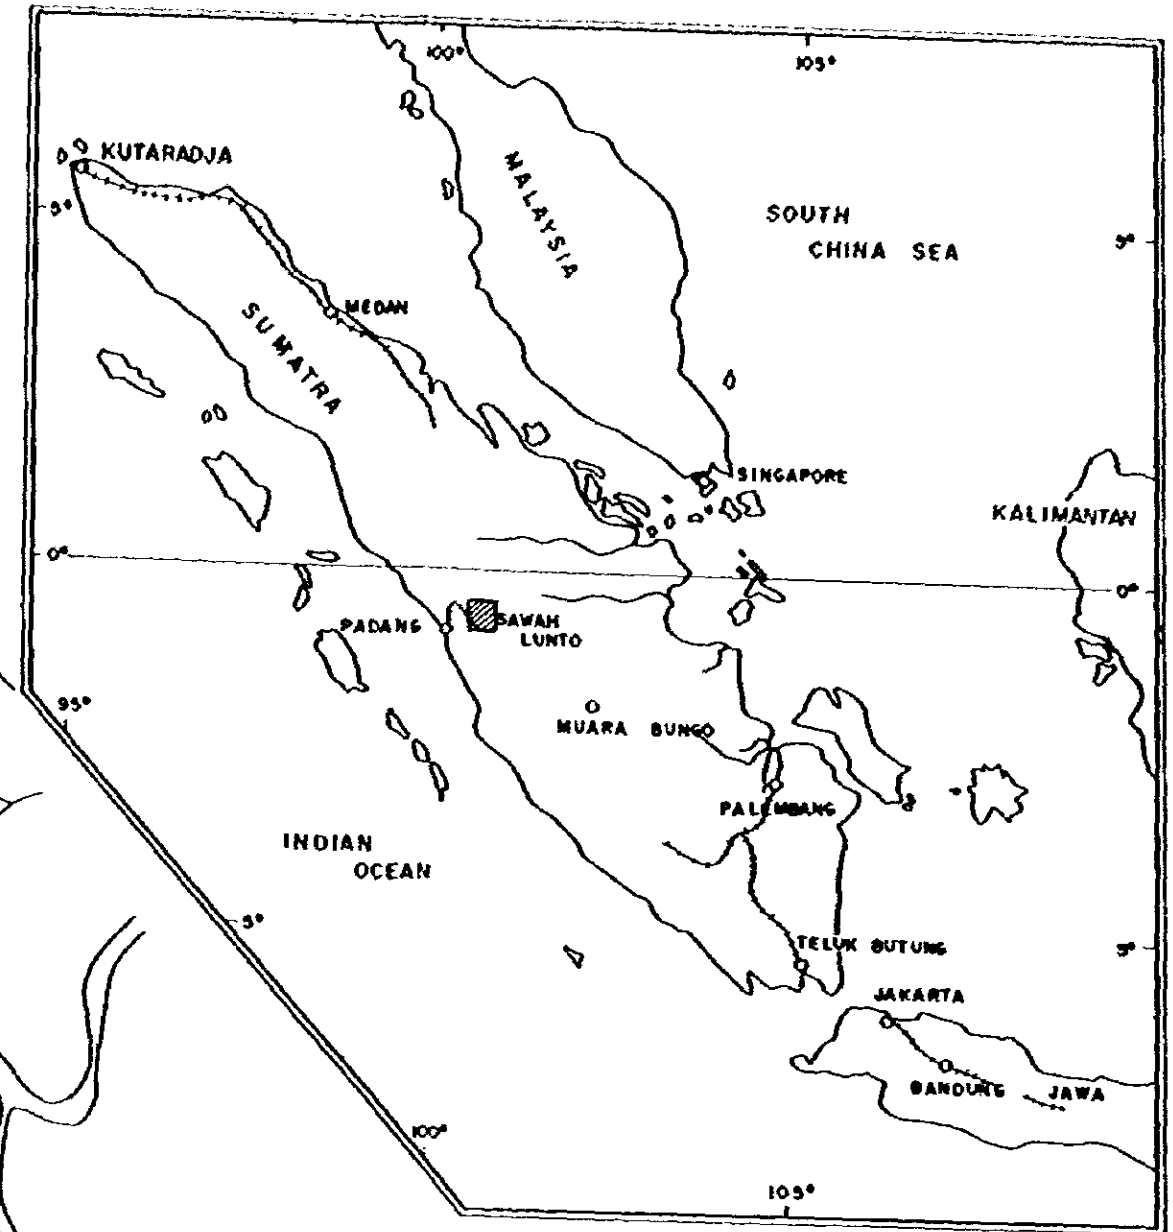 100°
105°
KUTARADJA
MALAYSIA
5°
SOUTH
CHINA SEA
5°
MEDAN
SUMATRA
SINGAPORE
KALIMANTAN
0°
0°
PADANG
SAWAH
LUNTO
95°
MUARA BUNGO
PALEMBANG
INDIAN
OCEAN
5°
TELUK BUTUNG
5°
JAKARTA
BANDUNG
JAWA
100°
105°